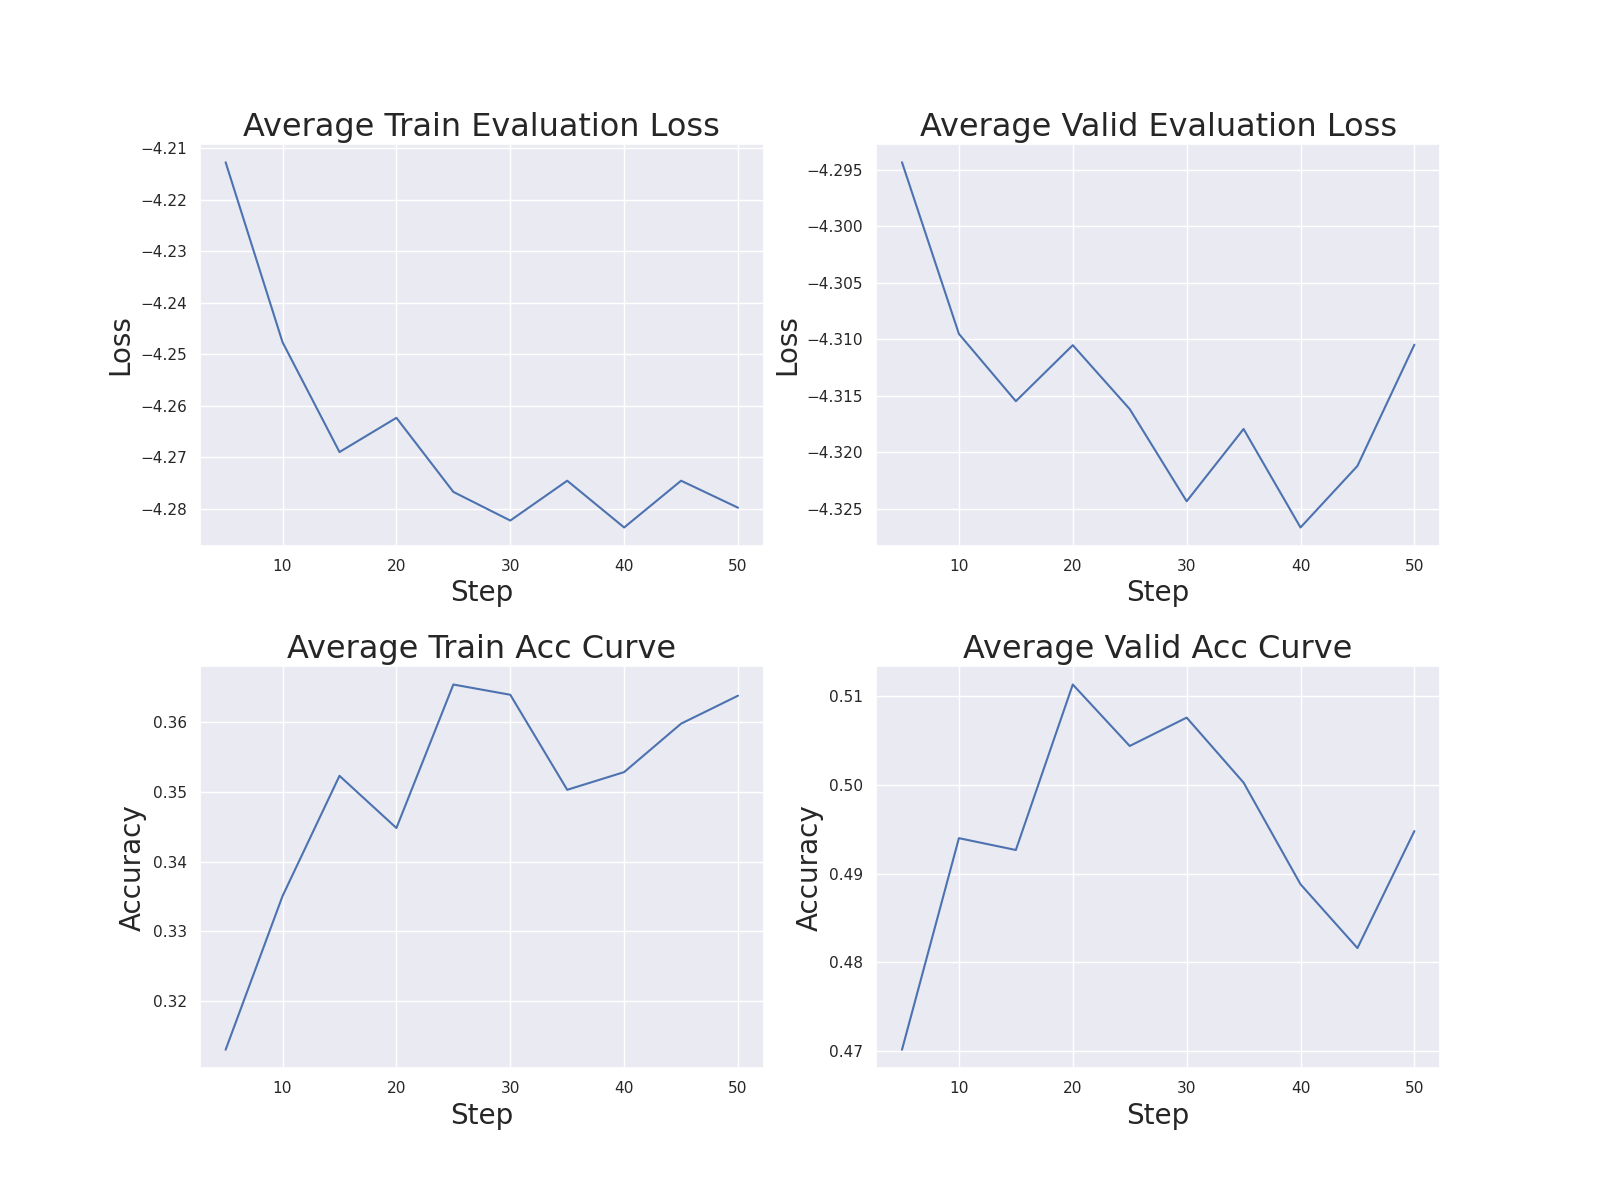 Average Train Evaluation Loss
−4.21
−4.22
−4.23
−4.24
−4.25
−4.26
−4.27
−4.28
Loss
10 20 30 40 50
Step
Average Valid Evaluation Loss
−4.295
−4.300
−4.305
−4.310
−4.315
−4.320
−4.325
Loss
10 20 30 40 50
Step
Average Train Acc Curve
0.36
0.35
0.34
0.33
0.32
Accuracy
10 20 30 40 50
Step
Average Valid Acc Curve
0.51
0.50
0.49
0.48
0.47
Accuracy
10 20 30 40 50
Step